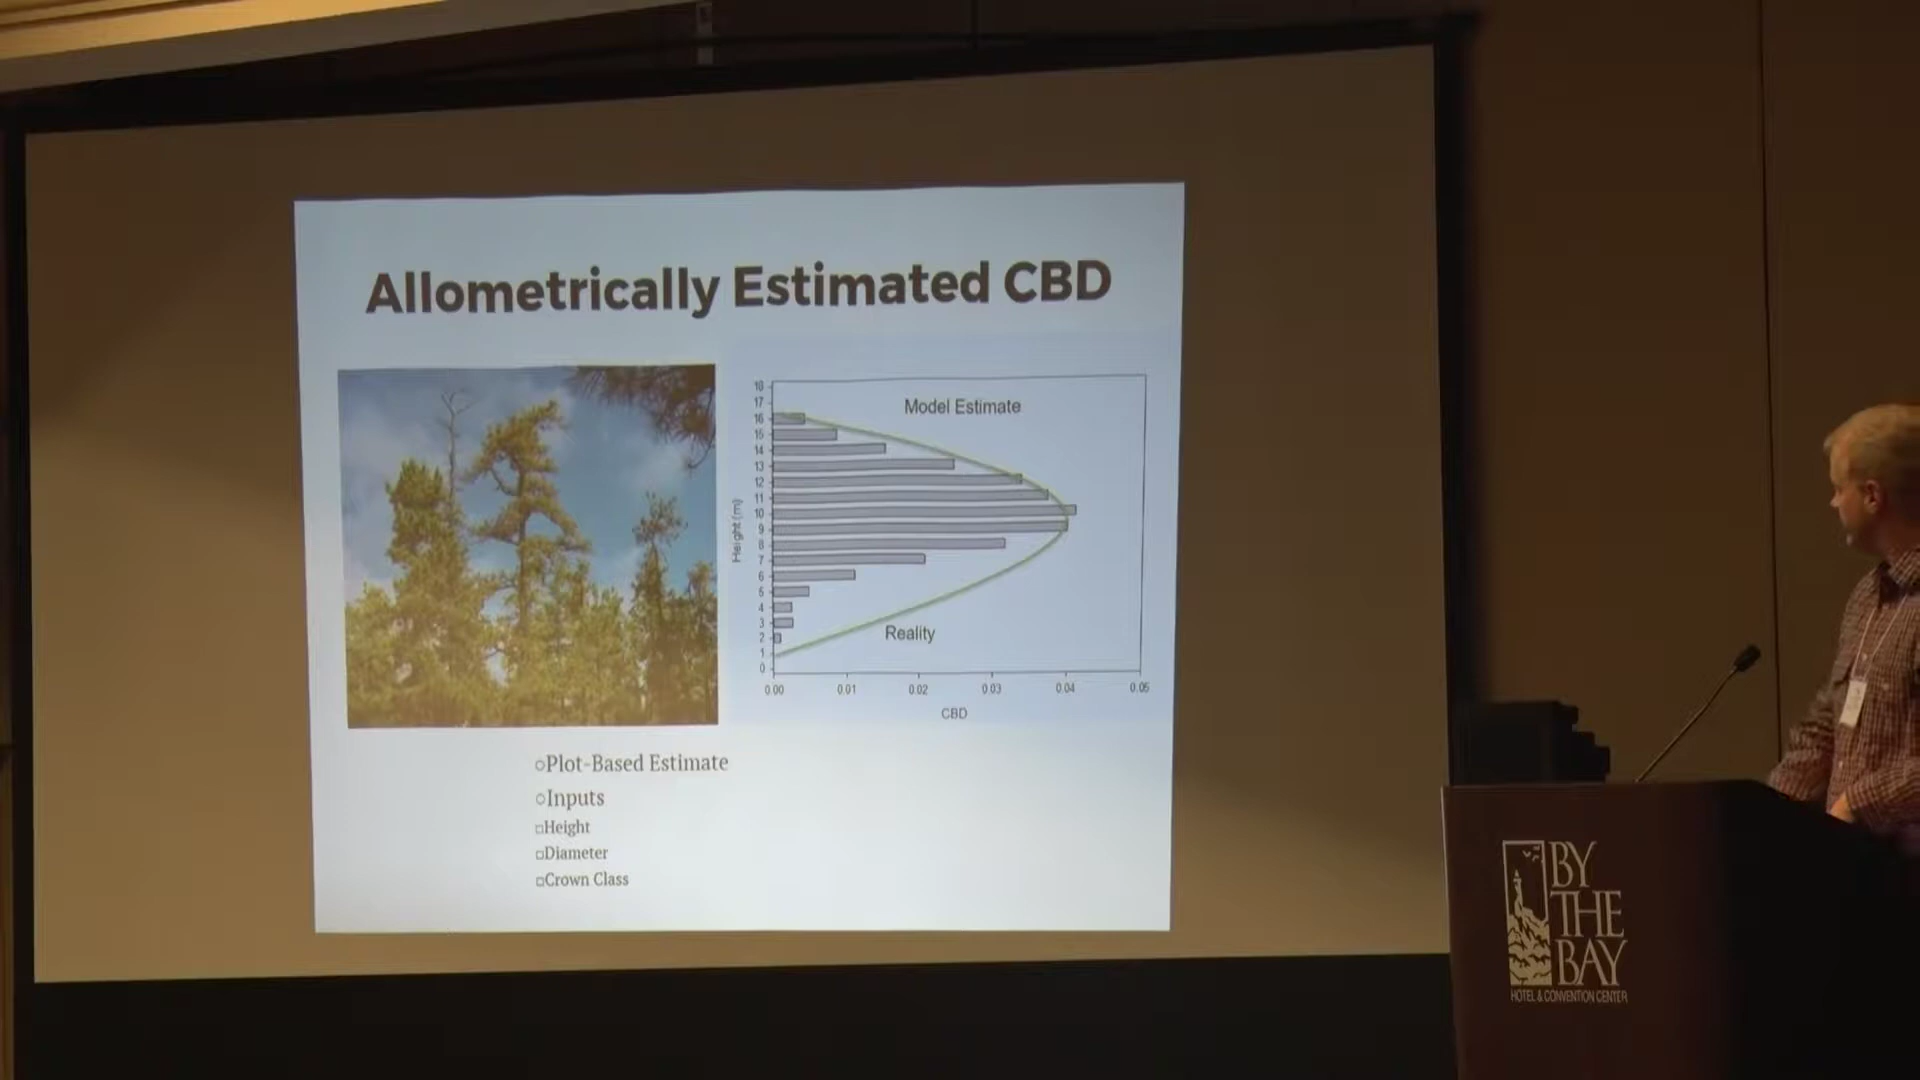 Allometrically Estimated CBD
Model Estimate
18
17
16
15
14
13
12
11
10
9
8
7
6
5
4
3
2
1
0
Height (m)
Reality
0.00 0.01 0.02 0.03 0.04 0.05
CBD
Plot-Based Estimate
Inputs
Height
Diameter
Crown Class
BY
THE
BAY
HOTEL & CONVENTION CENTER